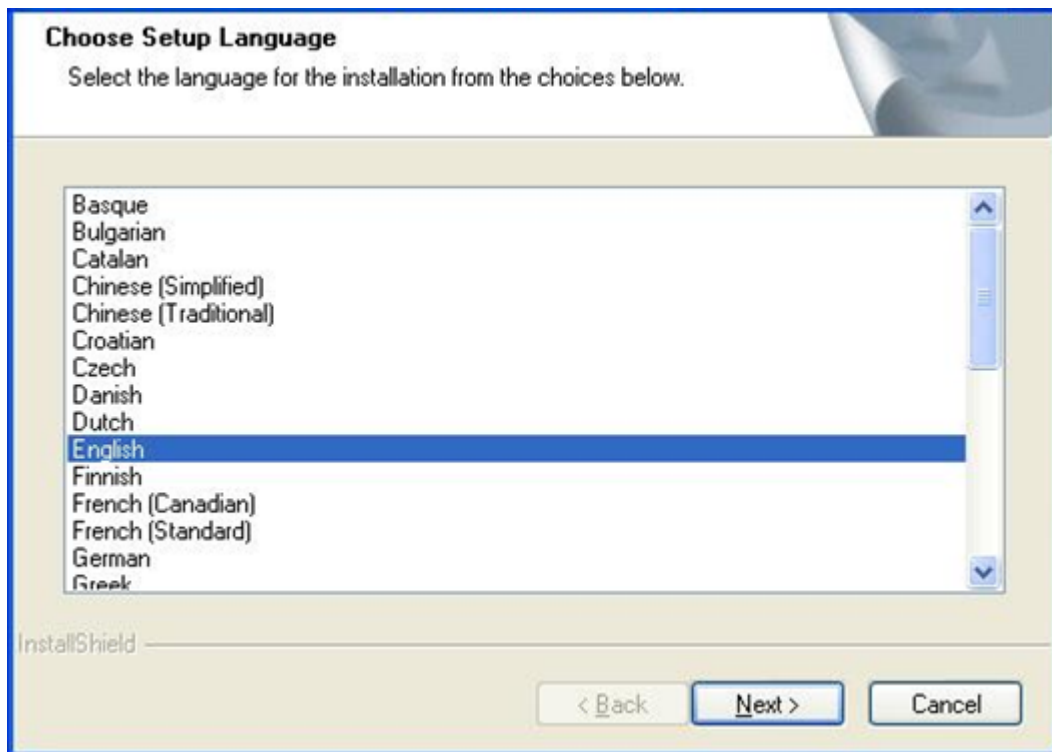 Choose Setup Language
Select the language for the installation from the choices below.
Basque
Bulgarian
Catalan
Chinese (Simplified)
Chinese (Traditional)
Croatian
Czech
Danish
Dutch
English
Finnish
French (Canadian)
French (Standard)
German
Greek
InstallShield
< Back Next > Cancel